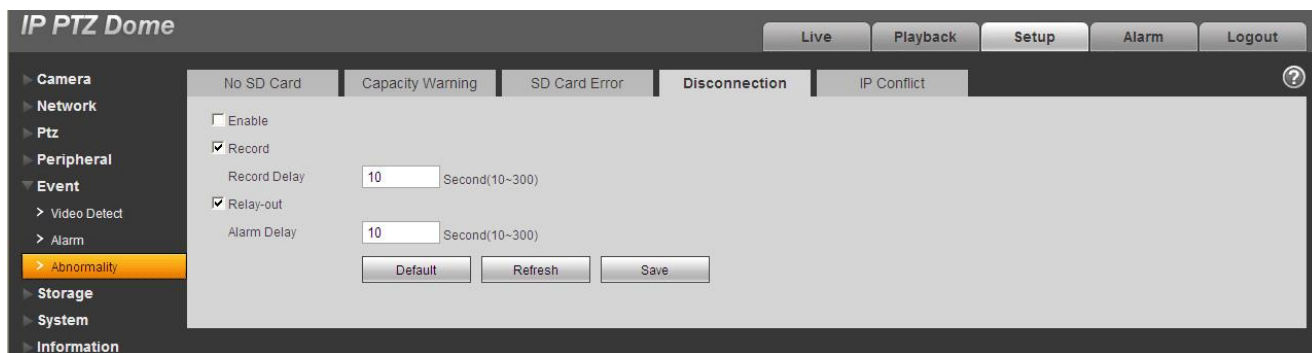 IP PTZ Dome
Live
Playback
Setup
Alarm
Logout
Camera
Network
Ptz
Peripheral
Event
Video Detect
Alarm
Abnormality
Storage
System
Information
No SD Card
Capacity Warning
SD Card Error
Disconnection
IP Conflict
?
Enable
Record
Record Delay 10 Second(10~300)
Relay-out
Alarm Delay 10 Second(10~300)
Default Refresh Save